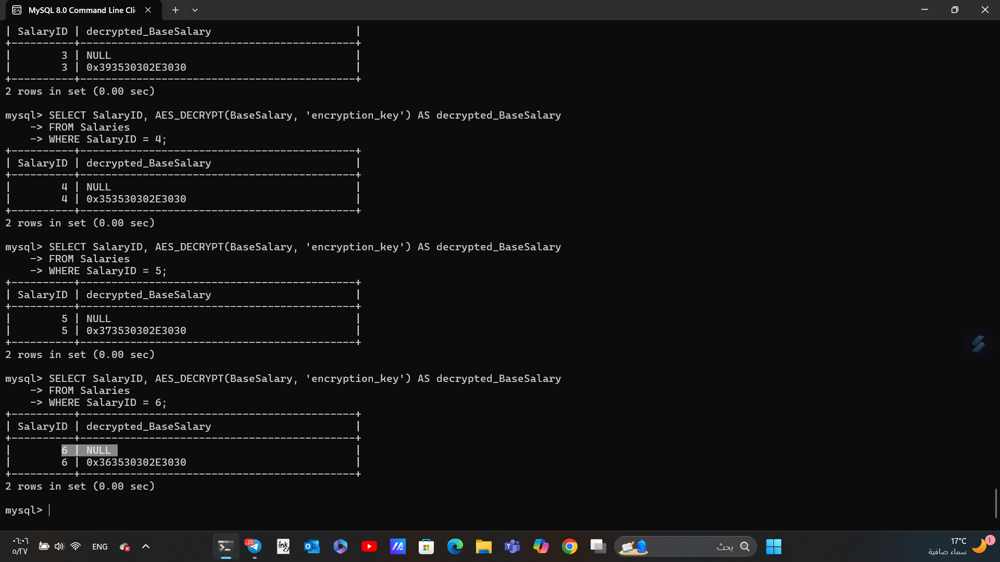 MySQL 8.0 Command Line Cli
| SalaryID | decrypted_BaseSalary |
+----------+--------------------------------------------+
| 3 | NULL |
| 3 | 0x393530302E3030 |
+----------+--------------------------------------------+
2 rows in set (0.00 sec)
mysql> SELECT SalaryID, AES_DECRYPT(BaseSalary, 'encryption_key') AS decrypted_BaseSalary
-> FROM Salaries
-> WHERE SalaryID = 4;
+----------+--------------------------------------------+
| SalaryID | decrypted_BaseSalary |
+----------+--------------------------------------------+
| 4 | NULL |
| 4 | 0x353530302E3030 |
+----------+--------------------------------------------+
2 rows in set (0.00 sec)
mysql> SELECT SalaryID, AES_DECRYPT(BaseSalary, 'encryption_key') AS decrypted_BaseSalary
-> FROM Salaries
-> WHERE SalaryID = 5;
+----------+--------------------------------------------+
| SalaryID | decrypted_BaseSalary |
+----------+--------------------------------------------+
| 5 | NULL |
| 5 | 0x373530302E3030 |
+----------+--------------------------------------------+
2 rows in set (0.00 sec)
mysql> SELECT SalaryID, AES_DECRYPT(BaseSalary, 'encryption_key') AS decrypted_BaseSalary
-> FROM Salaries
-> WHERE SalaryID = 6;
+----------+--------------------------------------------+
| SalaryID | decrypted_BaseSalary |
+----------+--------------------------------------------+
| 6 | NULL |
| 6 | 0x363530302E3030 |
+----------+--------------------------------------------+
2 rows in set (0.00 sec)
mysql>
٠٦:٠٦
٥/٢٧
ENG
..20
ink
بحث
17°C
سماء صافية
١